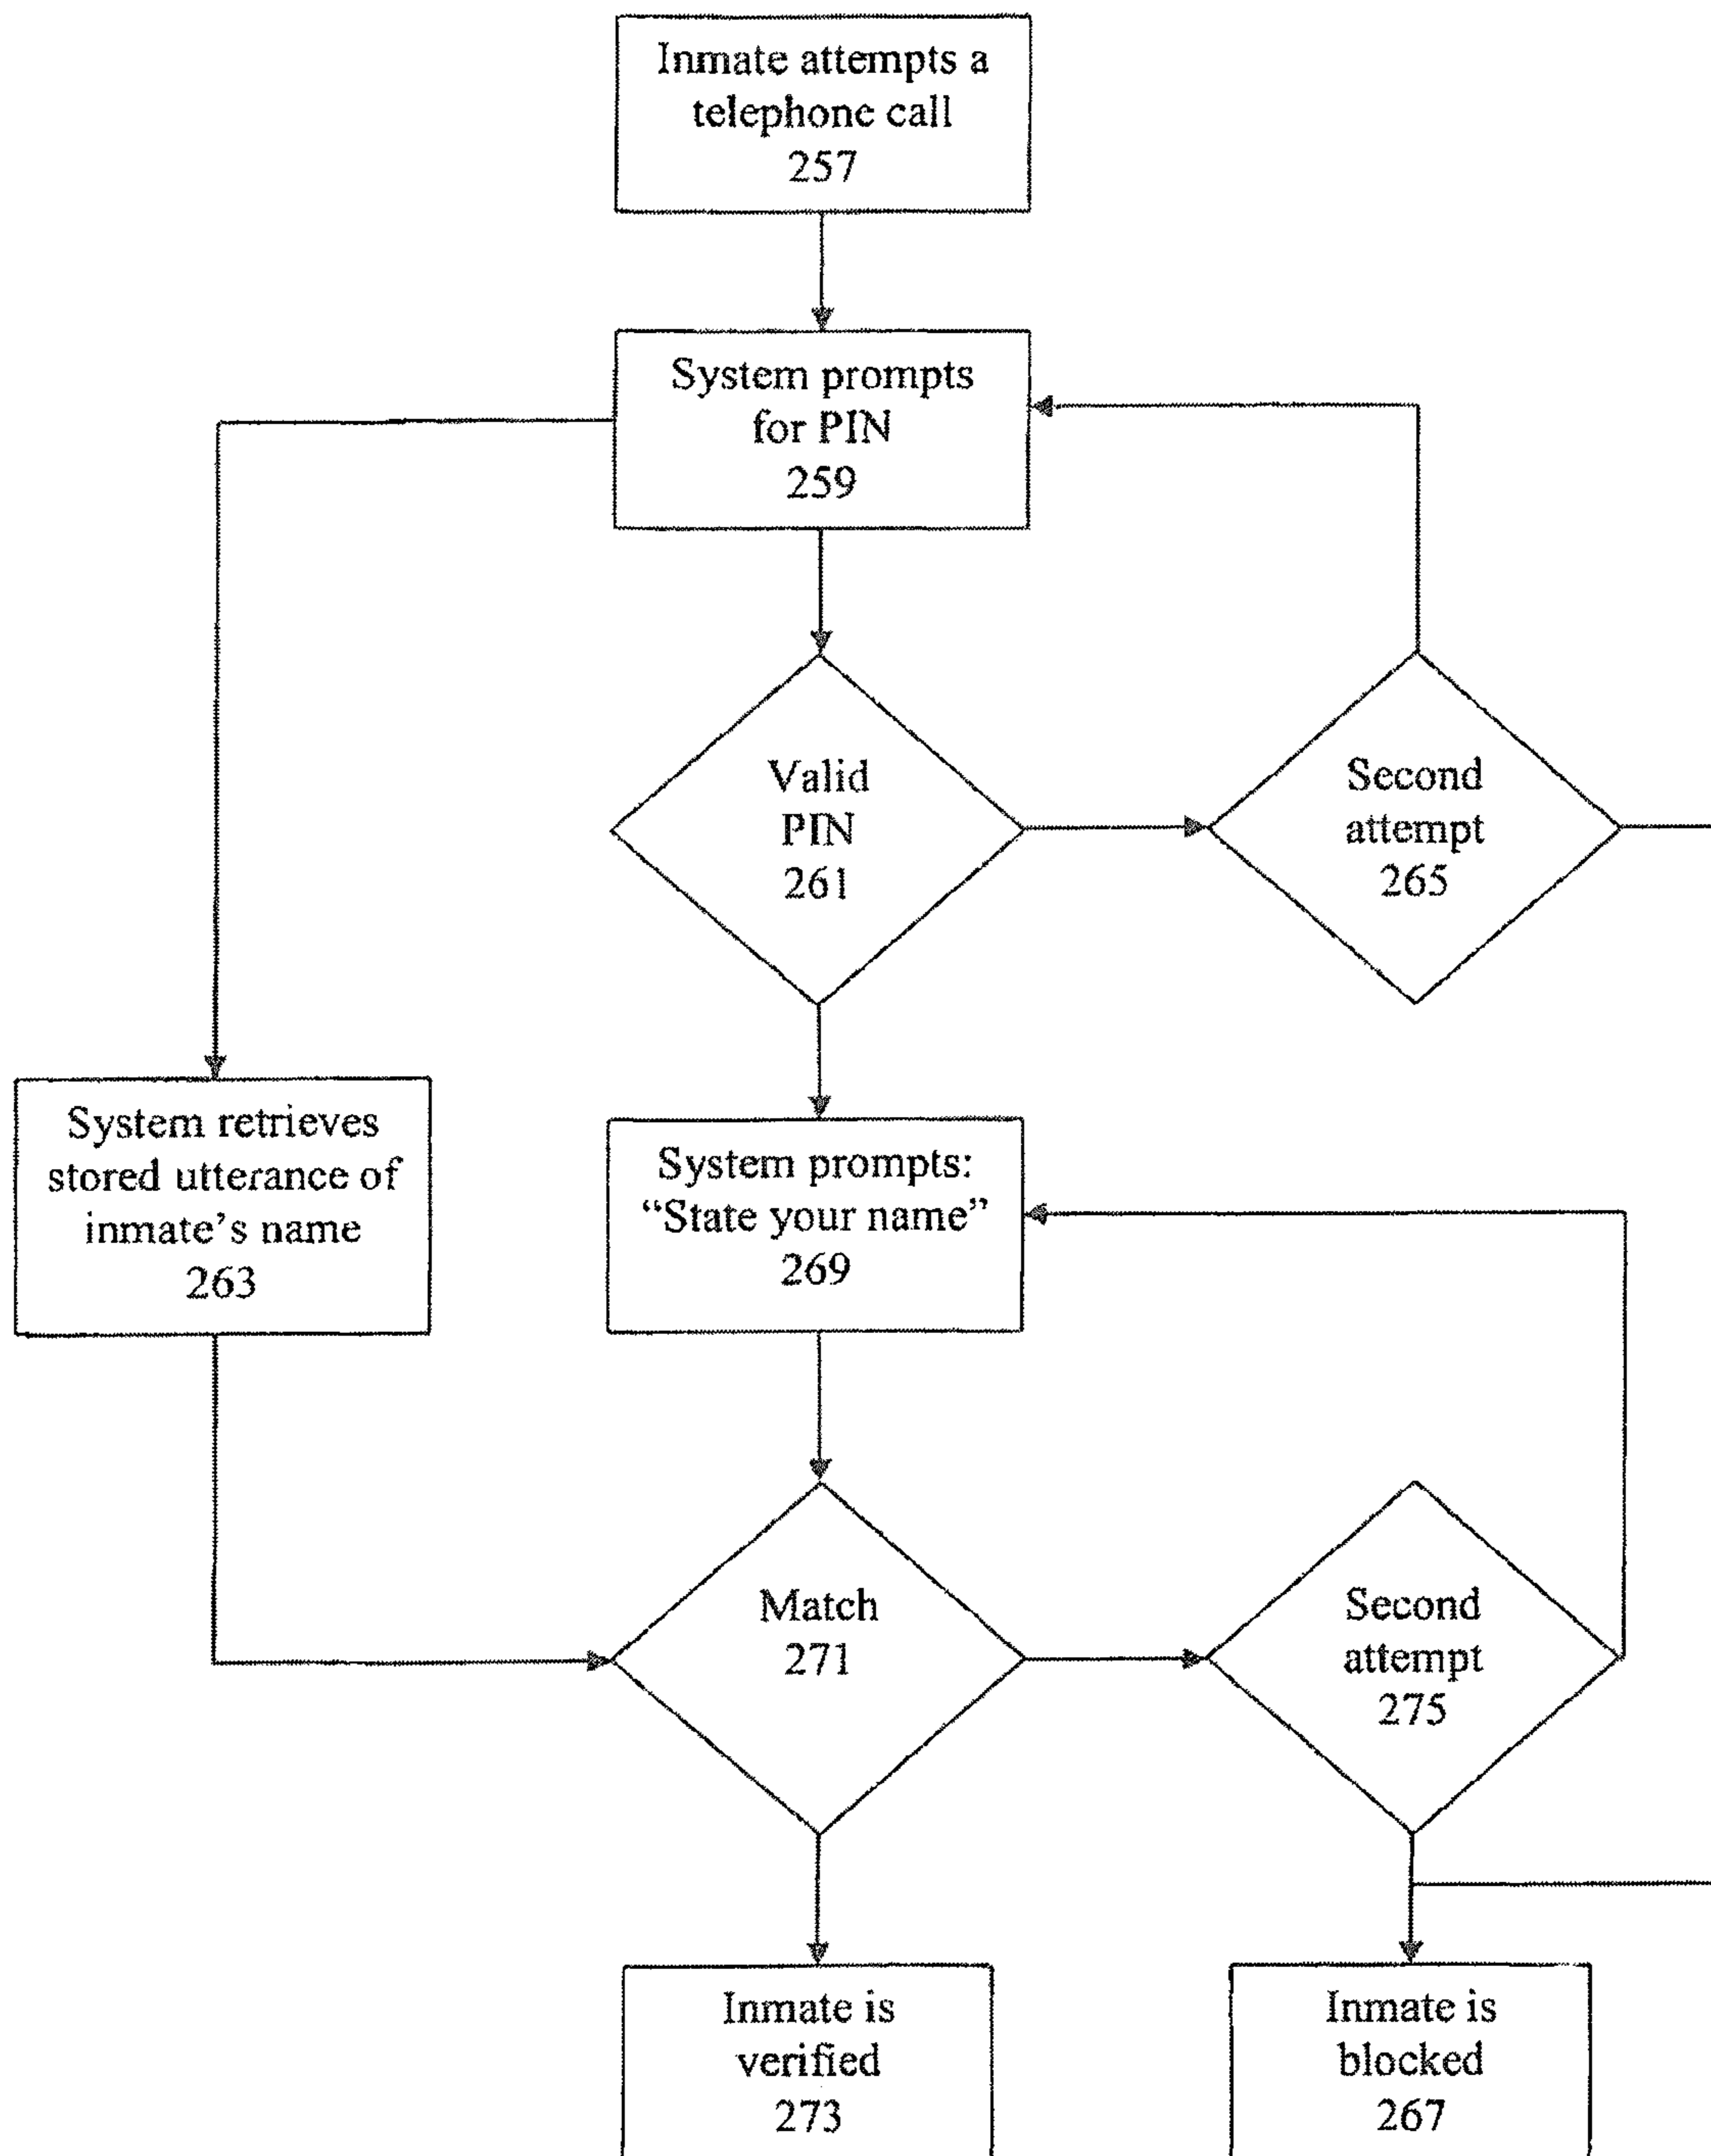 Inmate attempts a
telephone call
257
System prompts
for PIN
259
Valid
PIN
261
Second
attempt
265
System retrieves
stored utterance of
inmate's name
263
System prompts:
“State your name”
269
Match
271
Second
attempt
275
Inmate is
verified
273
Inmate is
blocked
267